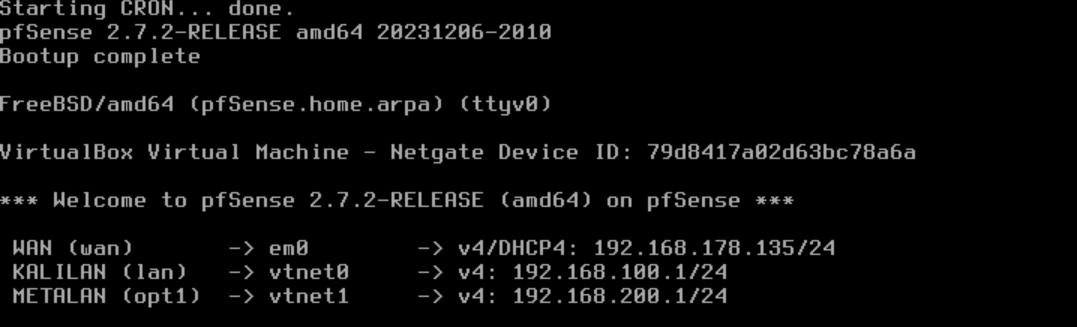 Starting CRON... done.
pfSense 2.7.2-RELEASE amd64 20231206-2010
Bootup complete
FreeBSD/amd64 (pfSense.home.arpa) (ttyv0)
VirtualBox Virtual Machine - Netgate Device ID: 79d8417a02d63bc78a6a
*** Welcome to pfSense 2.7.2-RELEASE (amd64) on pfSense ***
WAN (wan) -> em0 -> v4/DHCP4: 192.168.178.135/24
KALILAN (lan) -> vtnet0 -> v4: 192.168.100.1/24
METALAN (opt1) -> vtnet1 -> v4: 192.168.200.1/24